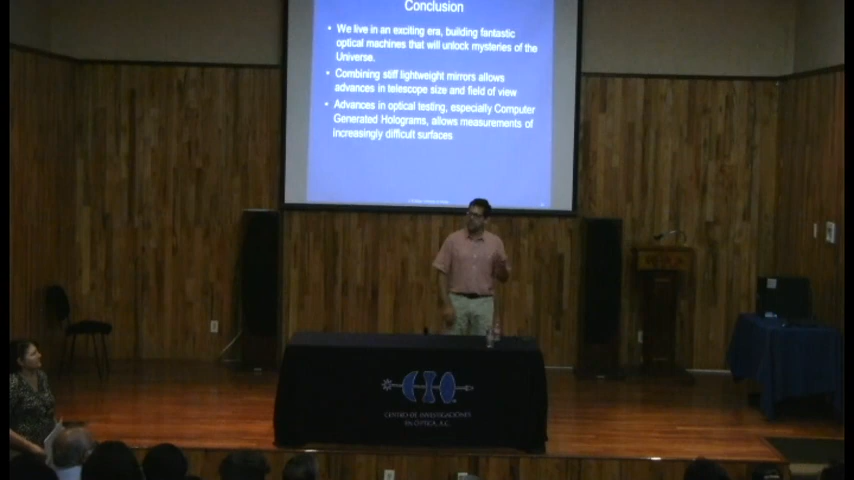 Conclusion
• We live in an exciting era, building fantastic
optical machines that will unlock mysteries of the
Universe.
• Combining stiff lightweight mirrors allows
advances in telescope size and field of view
• Advances in optical testing, especially Computer
Generated Holograms, allows measurements of
increasingly difficult surfaces
CIO
CENTRO DE INVESTIGACIONES
EN OPTICA, A.C.